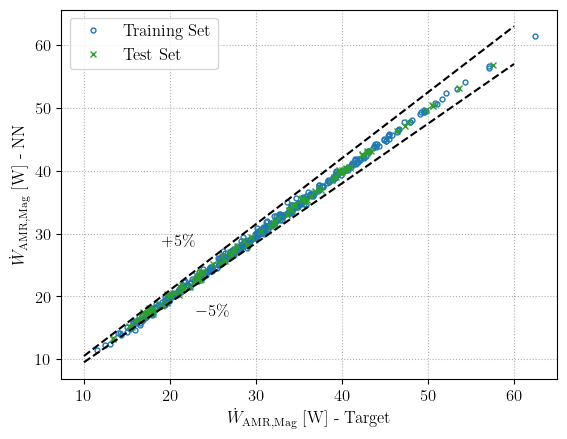 Training Set
Test Set
60
50
40
30
20
10
+5%
−5%
10 20 30 40 50 60
Ẇ_AMR,Mag [W] - NN
Ẇ_AMR,Mag [W] - Target